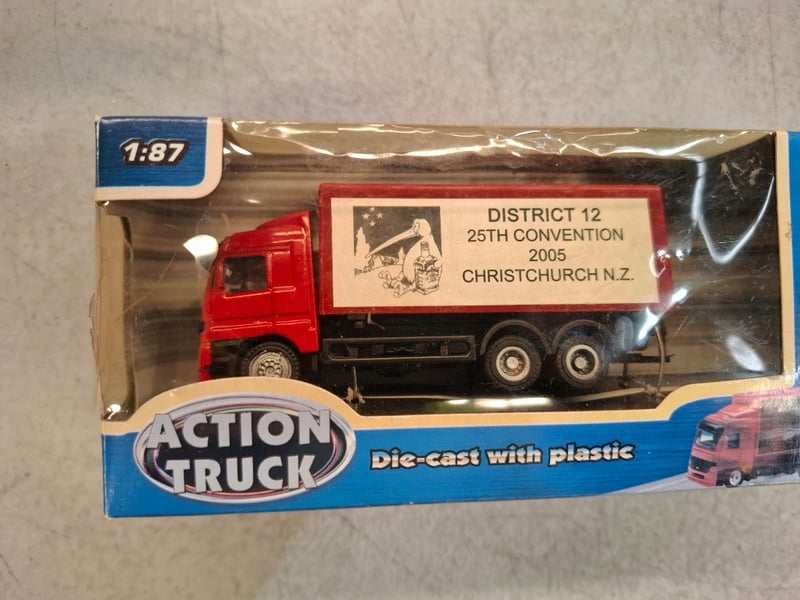 1:87
DISTRICT 12
25TH CONVENTION
2005
CHRISTCHURCH N.Z.
ACTION
TRUCK
Die-cast with plastic